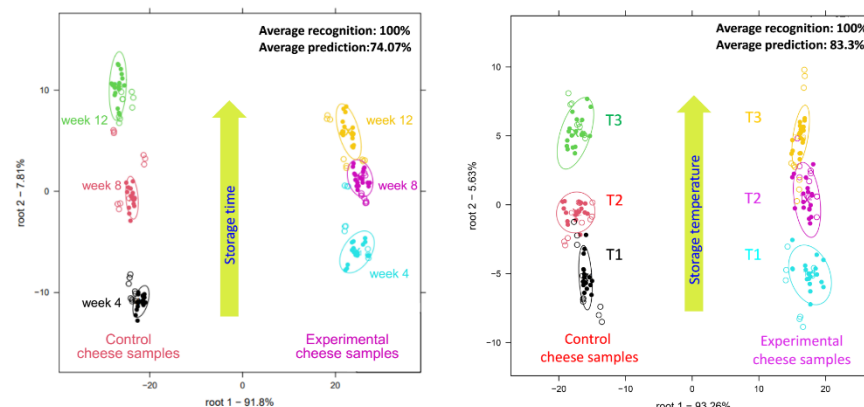 Average recognition: 100%
Average prediction:74.07%
10
0
−10
week 12
week 12
week 8
week 8
week 4
week 4
Storage time
Control
cheese samples
Experimental
cheese samples
−20
0
20
root 1 − 91.8%
root 2 − 7.81%
Average recognition: 100%
Average prediction: 83.3%
10
5
0
−5
−10
T3
T3
T2
T2
T1
T1
Storage temperature
Control
cheese samples
Experimental
cheese samples
−20
−10
0
10
20
root 1 − 93.26%
root 2 − 5.63%